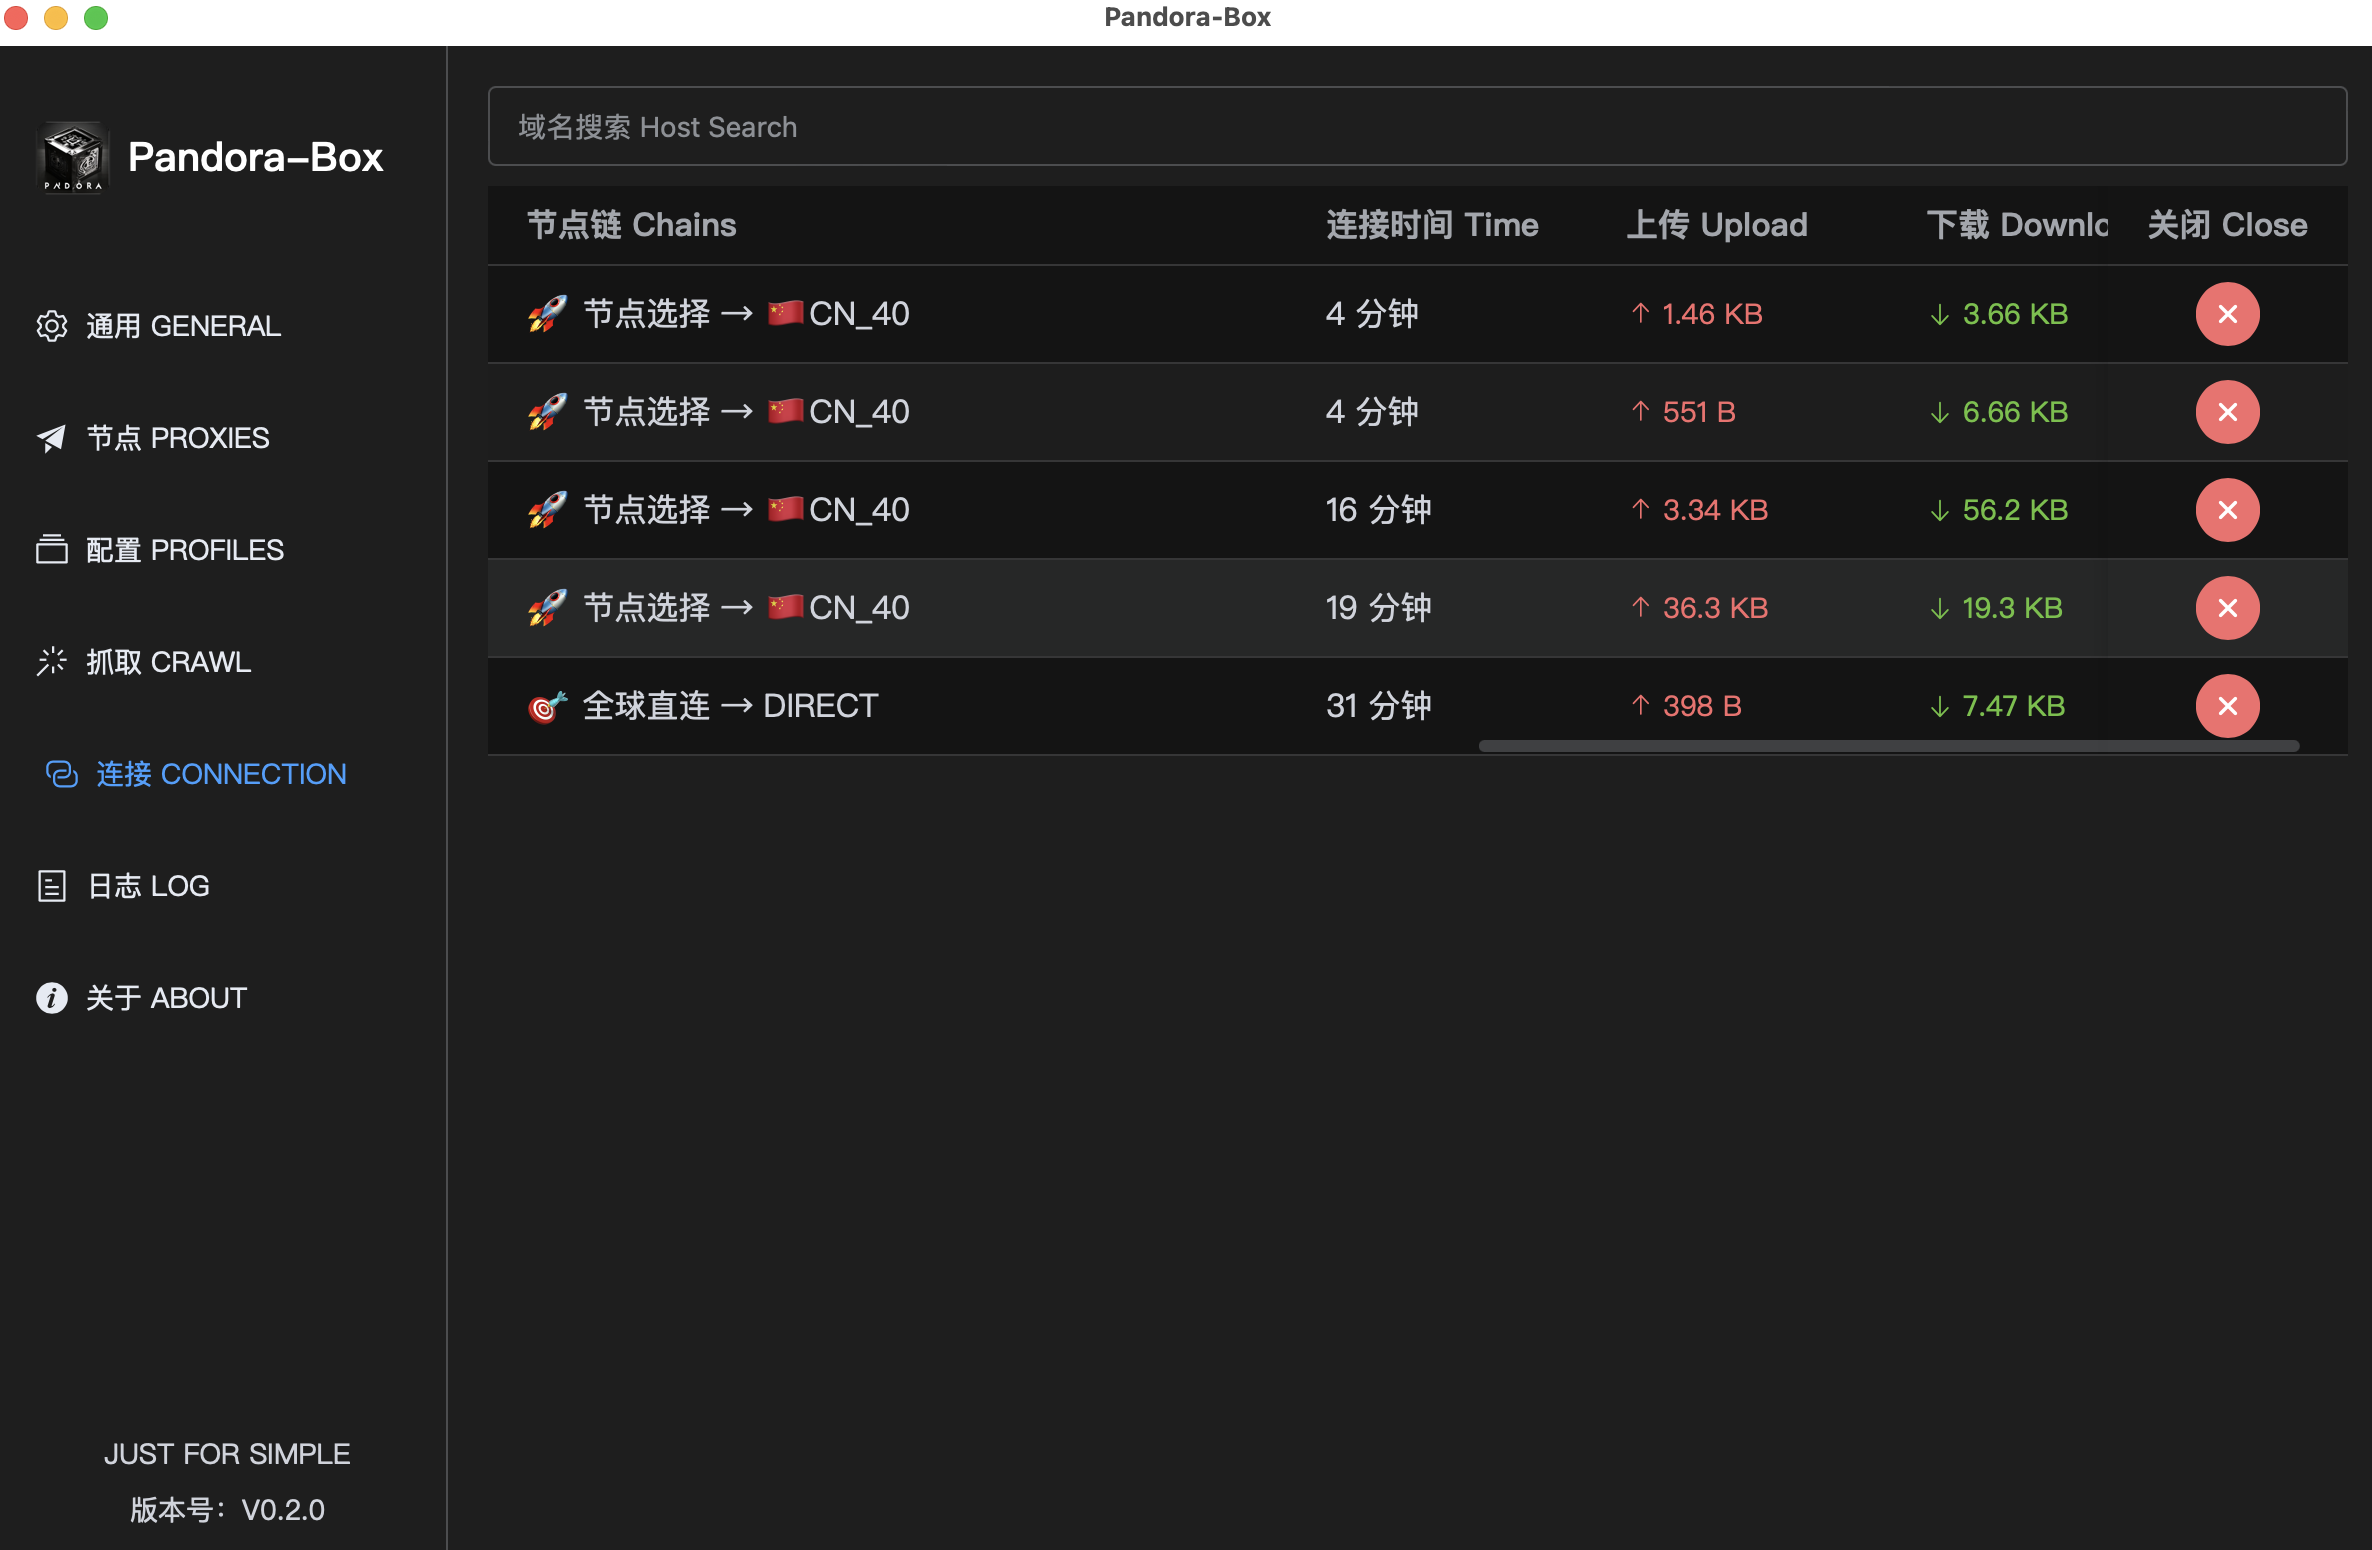 Pandora-Box
PANDORA
Pandora-Box
通用 GENERAL
节点 PROXIES
配置 PROFILES
抓取 CRAWL
连接 CONNECTION
日志 LOG
关于 ABOUT
JUST FOR SIMPLE
版本号：V0.2.0
域名搜索 Host Search
节点链 Chains 连接时间 Time 上传 Upload 下载 Downlo 关闭 Close
🚀 节点选择 → 🇨🇳CN_40 4 分钟 ↑ 1.46 KB ↓ 3.66 KB
🚀 节点选择 → 🇨🇳CN_40 4 分钟 ↑ 551 B ↓ 6.66 KB
🚀 节点选择 → 🇨🇳CN_40 16 分钟 ↑ 3.34 KB ↓ 56.2 KB
🚀 节点选择 → 🇨🇳CN_40 19 分钟 ↑ 36.3 KB ↓ 19.3 KB
🎯 全球直连 → DIRECT 31 分钟 ↑ 398 B ↓ 7.47 KB